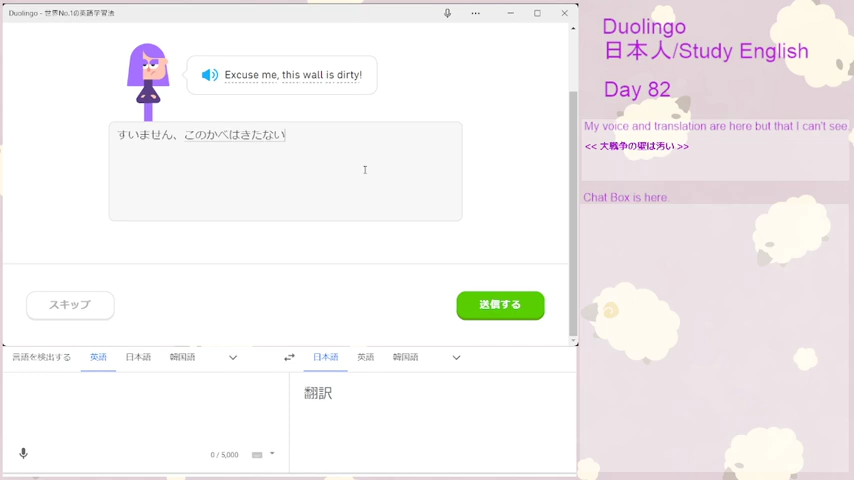 Duolingo - 世界No.1の英語学習法
Excuse me, this wall is dirty!
すいません、このかべはきたない
スキップ
送信する
言語を検出する 英語 日本語 韓国語
日本語 英語 韓国語
翻訳
0 / 5,000
Duolingo
日本人/Study English
Day 82
My voice and translation are here but that I can't see.
<< 大戦争の聖は汚い >>
Chat Box is here.